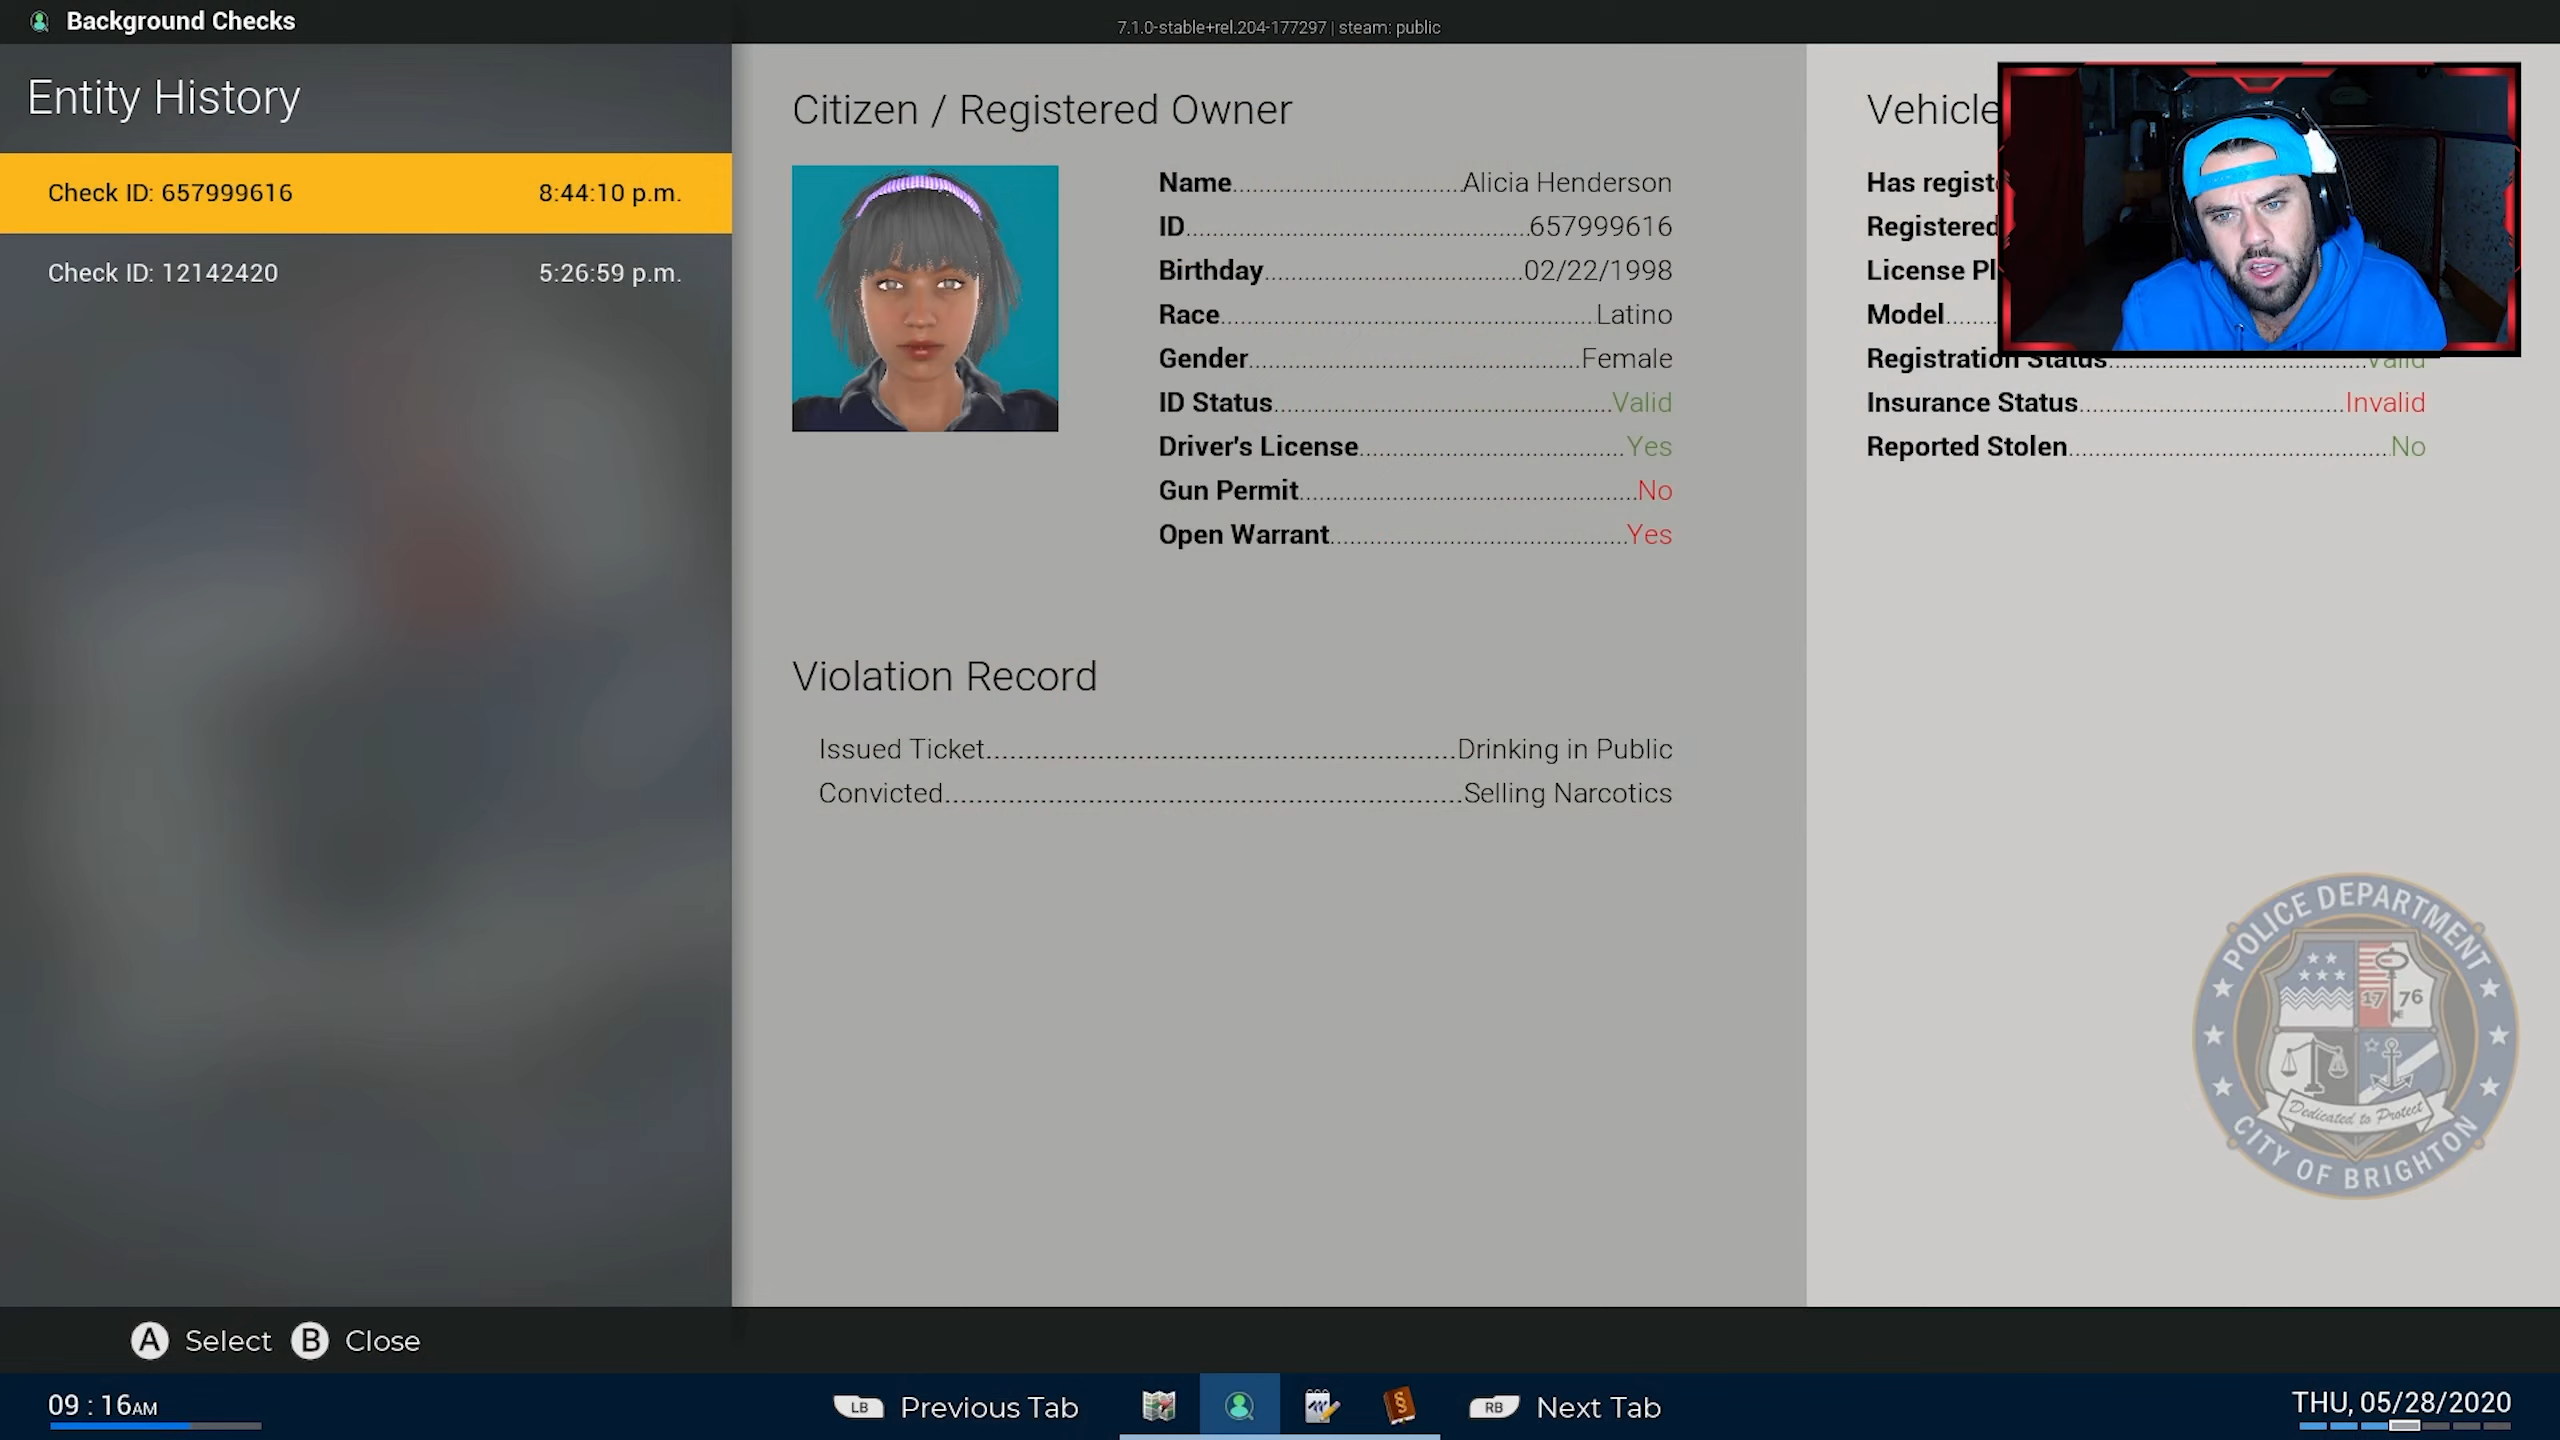 Background Checks
7.1.0-stable+rel.204-177297 | steam: public
Entity History
Check ID: 657999616 8:44:10 p.m.
Check ID: 12142420 5:26:59 p.m.
Citizen / Registered Owner
Name Alicia Henderson
ID 657999616
Birthday 02/22/1998
Race Latino
Gender Female
ID Status Valid
Driver's License Yes
Gun Permit No
Open Warrant Yes
Violation Record
Issued Ticket Drinking in Public
Convicted Selling Narcotics
Vehicle
Has regist
Registered
License Pl
Model
Registration Status Valid
Insurance Status Invalid
Reported Stolen No
POLICE DEPARTMENT
17 76
Dedicated to Protect
CITY OF BRIGHTON
A Select B Close
09 : 16 AM
LB Previous Tab
RB Next Tab
THU, 05/28/2020